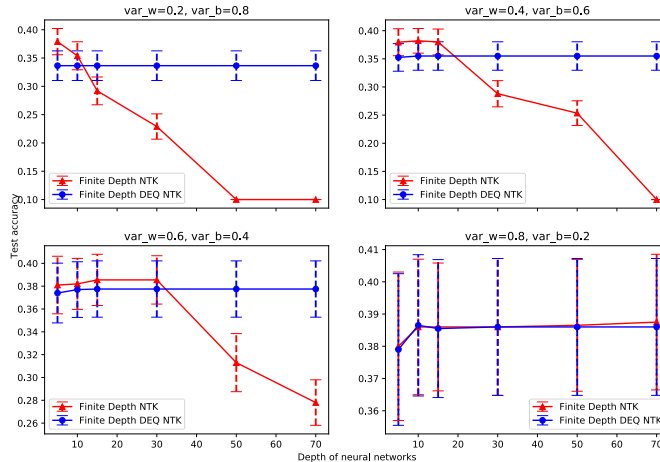 var_w=0.2, var_b=0.8
0.40
0.35
0.30
0.25
0.20
0.15
0.10
Finite Depth NTK
Finite Depth DEQ NTK
var_w=0.4, var_b=0.6
0.40
0.35
0.30
0.25
0.20
0.15
0.10
Finite Depth NTK
Finite Depth DEQ NTK
Test accuracy
var_w=0.6, var_b=0.4
0.42
0.40
0.38
0.36
0.34
0.32
0.30
0.28
0.26
Finite Depth NTK
Finite Depth DEQ NTK
10 20 30 40 50 60 70
var_w=0.8, var_b=0.2
0.41
0.40
0.39
0.38
0.37
0.36
Finite Depth NTK
Finite Depth DEQ NTK
10 20 30 40 50 60 70
Depth of neural networks